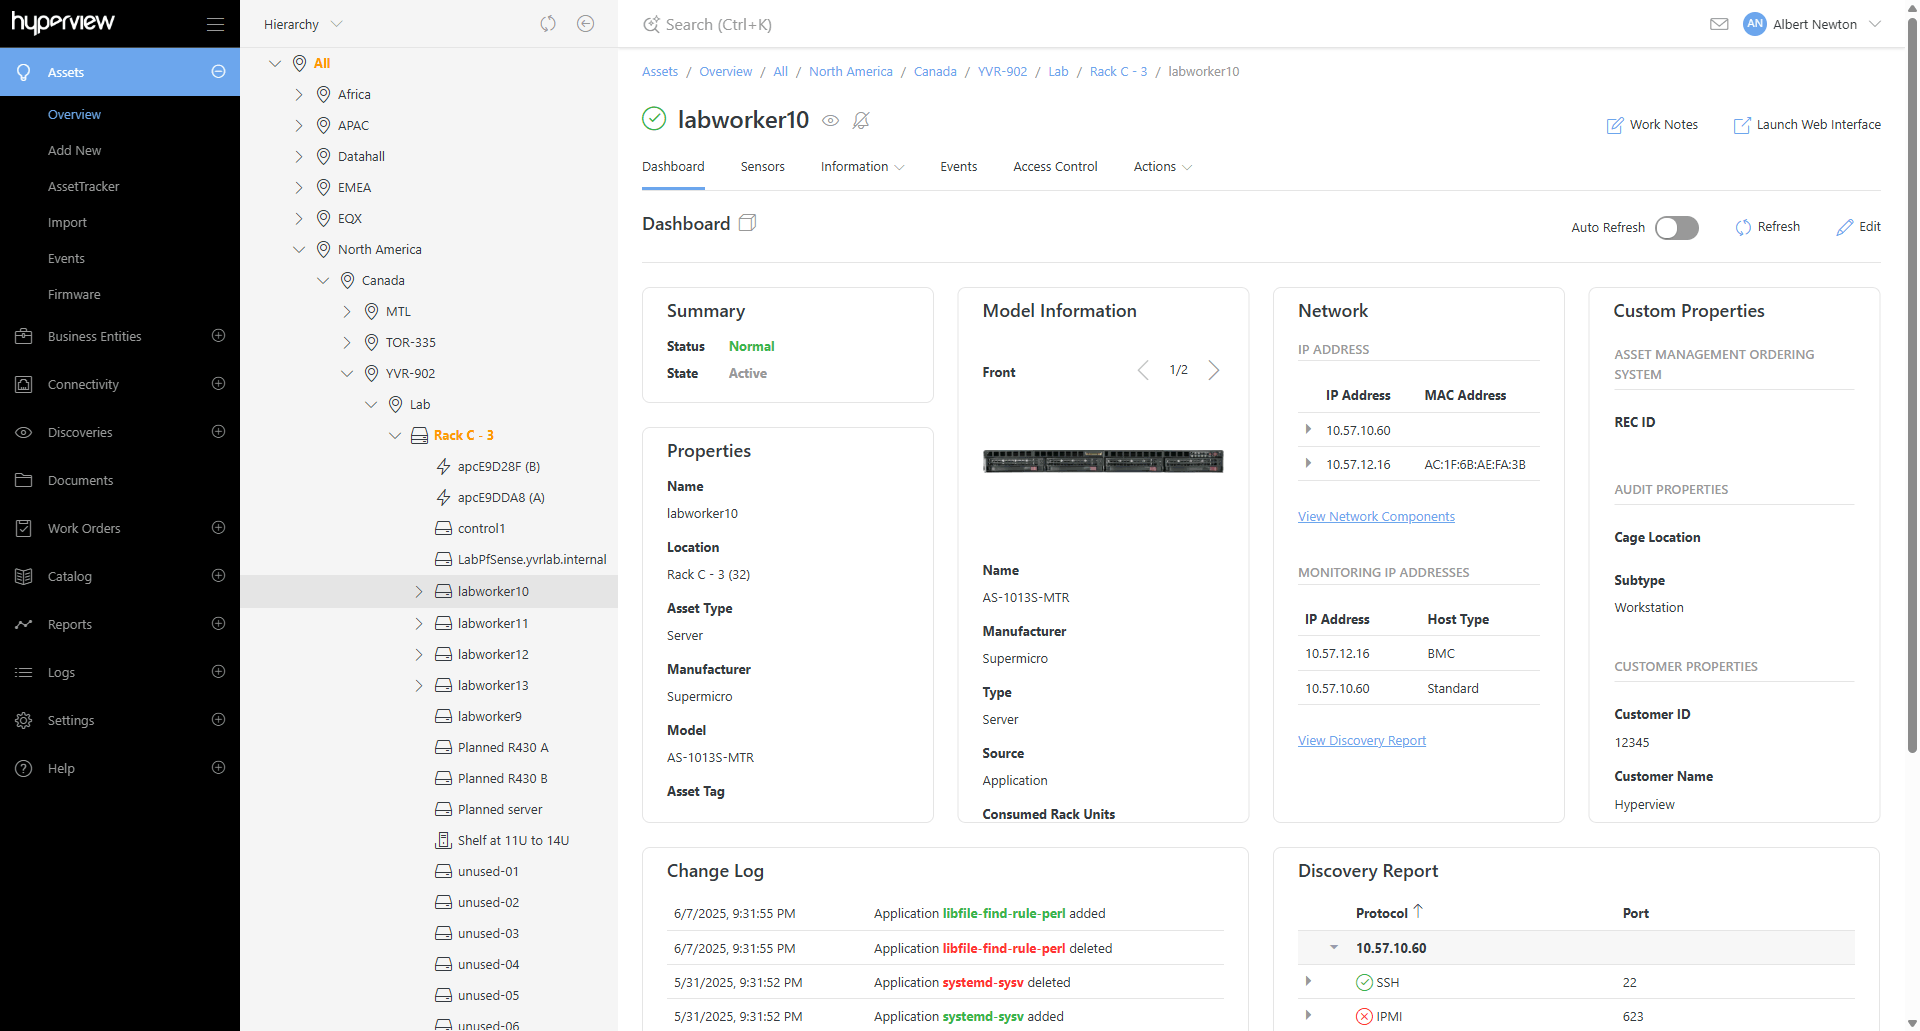 hyperview
Assets
Overview
Add New
AssetTracker
Import
Events
Firmware
Business Entities
Connectivity
Discoveries
Documents
Work Orders
Catalog
Reports
Logs
Settings
Help
Hierarchy
All
Africa
APAC
Datahall
EMEA
EQX
North America
Canada
MTL
TOR-335
YVR-902
Lab
Rack C - 3
apcE9D28F (B)
apcE9DDA8 (A)
control1
LabPfSense.yvrlab.internal
labworker10
labworker11
labworker12
labworker13
labworker9
Planned R430 A
Planned R430 B
Planned server
Shelf at 11U to 14U
unused-01
unused-02
unused-03
unused-04
unused-05
unused-06
Search (Ctrl+K)
AN Albert Newton
Assets / Overview / All / North America / Canada / YVR-902 / Lab / Rack C - 3 / labworker10
labworker10
Work Notes
Launch Web Interface
Dashboard Sensors Information Events Access Control Actions
Dashboard
Auto Refresh
Refresh
Edit
Summary
Status Normal
State Active
Properties
Name
labworker10
Location
Rack C - 3 (32)
Asset Type
Server
Manufacturer
Supermicro
Model
AS-1013S-MTR
Asset Tag
Model Information
Front 1/2
Name
AS-1013S-MTR
Manufacturer
Supermicro
Type
Server
Source
Application
Consumed Rack Units
Network
IP ADDRESS
IP Address MAC Address
10.57.10.60
10.57.12.16 AC:1F:6B:AE:FA:3B
View Network Components
MONITORING IP ADDRESSES
IP Address Host Type
10.57.12.16 BMC
10.57.10.60 Standard
View Discovery Report
Custom Properties
ASSET MANAGEMENT ORDERING
SYSTEM
REC ID
AUDIT PROPERTIES
Cage Location
Subtype
Workstation
CUSTOMER PROPERTIES
Customer ID
12345
Customer Name
Hyperview
Change Log
6/7/2025, 9:31:55 PM Application libfile-find-rule-perl added
6/7/2025, 9:31:55 PM Application libfile-find-rule-perl deleted
5/31/2025, 9:31:52 PM Application systemd-sysv deleted
5/31/2025, 9:31:52 PM Application systemd-sysv added
Discovery Report
Protocol Port
10.57.10.60
SSH 22
IPMI 623